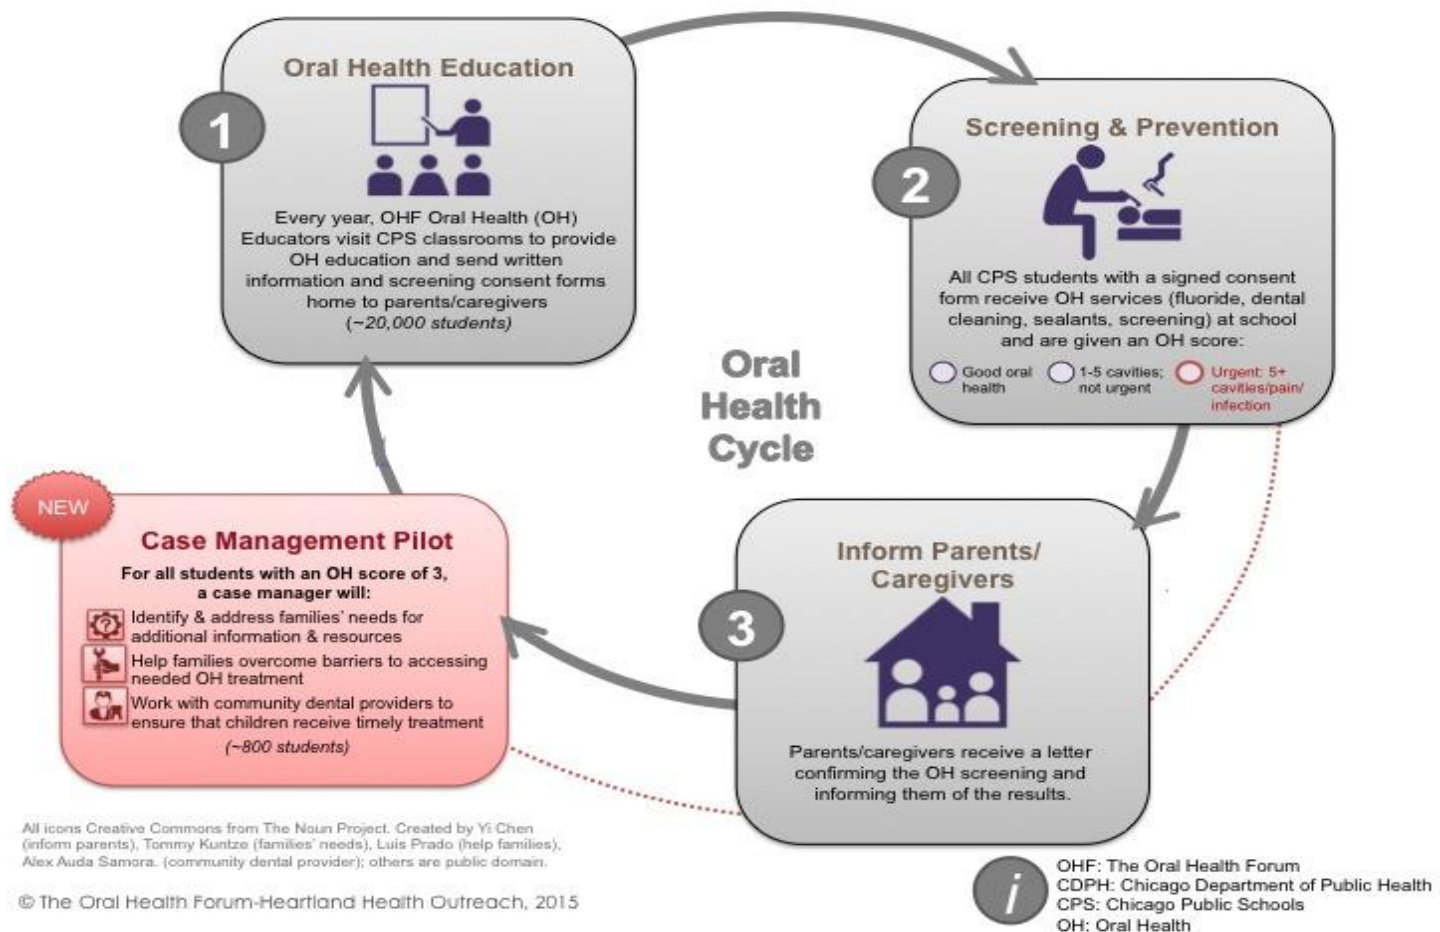 Oral Health Education
1
Every year, OHF Oral Health (OH)
Educators visit CPS classrooms to provide
OH education and send written
information and screening consent forms
home to parents/caregivers
(~20,000 students)
Screening & Prevention
2
All CPS students with a signed consent
form receive OH services (fluoride, dental
cleaning, sealants, screening) at school
and are given an OH score:
Good oral
health
1-5 cavities;
not urgent
Urgent: 5+
cavities/pain/
infection
Oral
Health
Cycle
Inform Parents/
Caregivers
3
Parents/caregivers receive a letter
confirming the OH screening and
informing them of the results.
NEW
Case Management Pilot
For all students with an OH score of 3,
a case manager will:
?
Identify & address families' needs for
additional information & resources
Help families overcome barriers to accessing
needed OH treatment
Work with community dental providers to
ensure that children receive timely treatment
(~800 students)
All icons Creative Commons from The Noun Project. Created by Yi Chen
(inform parents), Tommy Kuntze (families' needs), Luis Prado (help families),
Alex Auda Samora. (community dental provider); others are public domain.
© The Oral Health Forum-Heartland Health Outreach, 2015
i
OHF: The Oral Health Forum
CDPH: Chicago Department of Public Health
CPS: Chicago Public Schools
OH: Oral Health